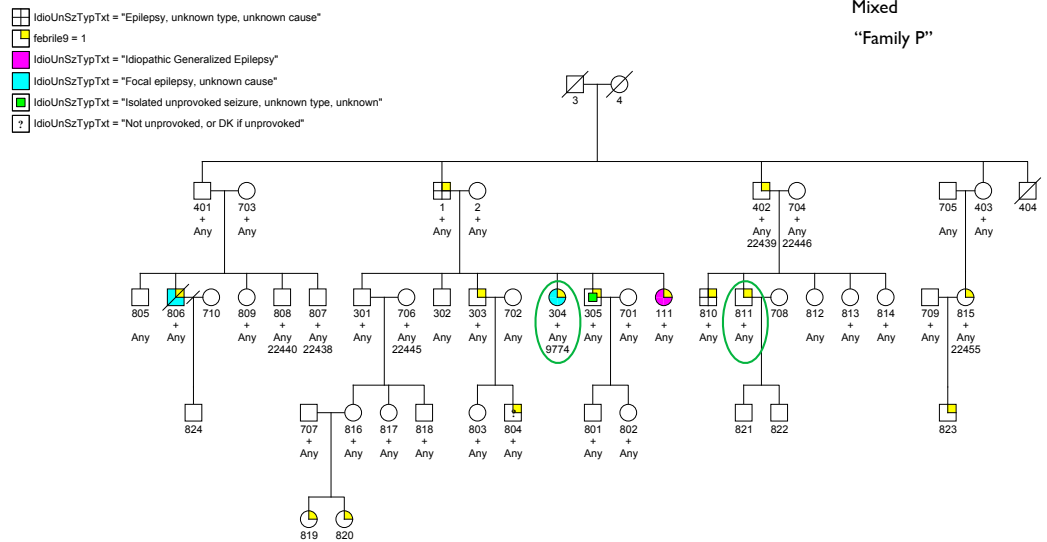 Mixed
"Family P"
IdioUnSzTypTxt = "Epilepsy, unknown type, unknown cause"
febrile9 = 1
IdioUnSzTypTxt = "Idiopathic Generalized Epilepsy"
IdioUnSzTypTxt = "Focal epilepsy, unknown cause"
IdioUnSzTypTxt = "Isolated unprovoked seizure, unknown type, unknown"
? IdioUnSzTypTxt = "Not unprovoked, or DK if unprovoked"
3 4
401 703 1 2 402 704 705 403 404
+ + + + + +
Any Any Any Any Any Any Any Any
22439 22446
805 806 710 809 808 807 301 706 302 303 702 304 305 701 111 810 811 708 812 813 814 709 815
+ + + + + + + + + + + + + + + + +
Any Any Any Any Any Any Any Any Any Any Any Any Any Any Any Any Any Any Any Any
22440 22438 22445 9774 22455
?
824 707 816 817 818 803 804 801 802 821 822 823
+ + + + + + + +
Any Any Any Any Any Any Any Any
819 820